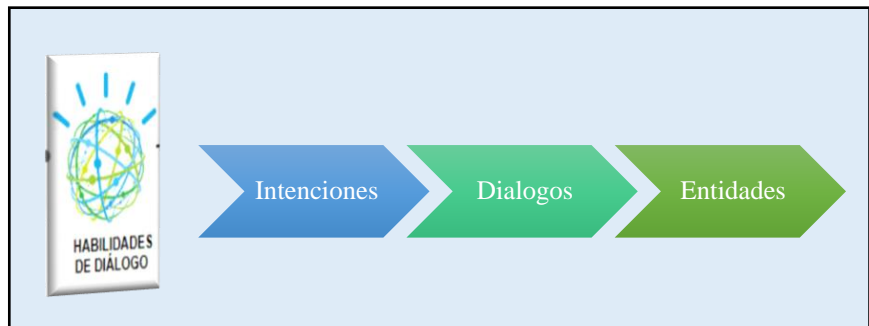 HABILIDADES
DE DIÁLOGO
Intenciones
Dialogos
Entidades